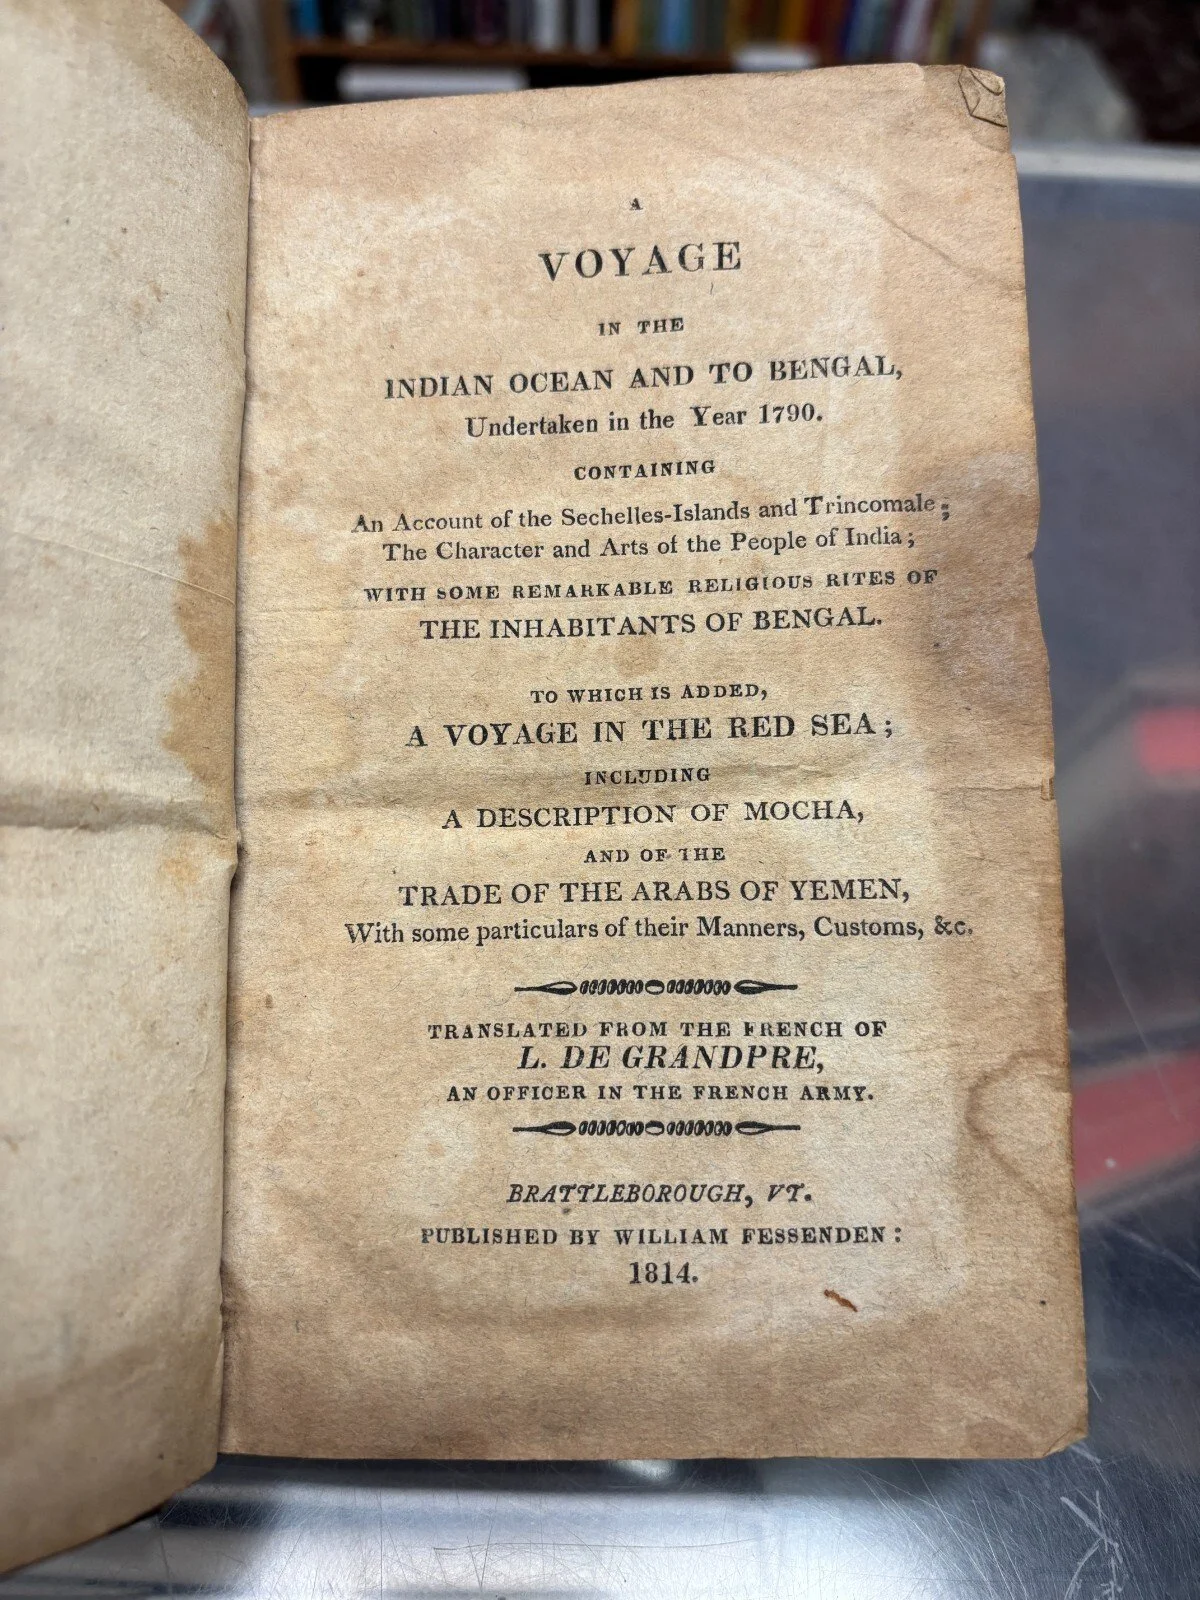 A
VOYAGE
IN THE
INDIAN OCEAN AND TO BENGAL,
Undertaken in the Year 1790.
CONTAINING
An Account of the Sechelles-Islands and Trincomale;
The Character and Arts of the People of India;
WITH SOME REMARKABLE RELIGIOUS RITES OF
THE INHABITANTS OF BENGAL.
TO WHICH IS ADDED,
A VOYAGE IN THE RED SEA;
INCLUDING
A DESCRIPTION OF MOCHA,
AND OF THE
TRADE OF THE ARABS OF YEMEN,
With some particulars of their Manners, Customs, &c.
TRANSLATED FROM THE FRENCH OF
L. DE GRANDPRE,
AN OFFICER IN THE FRENCH ARMY.
BRATTLEBOROUGH, VT.
PUBLISHED BY WILLIAM FESSENDEN:
1814.